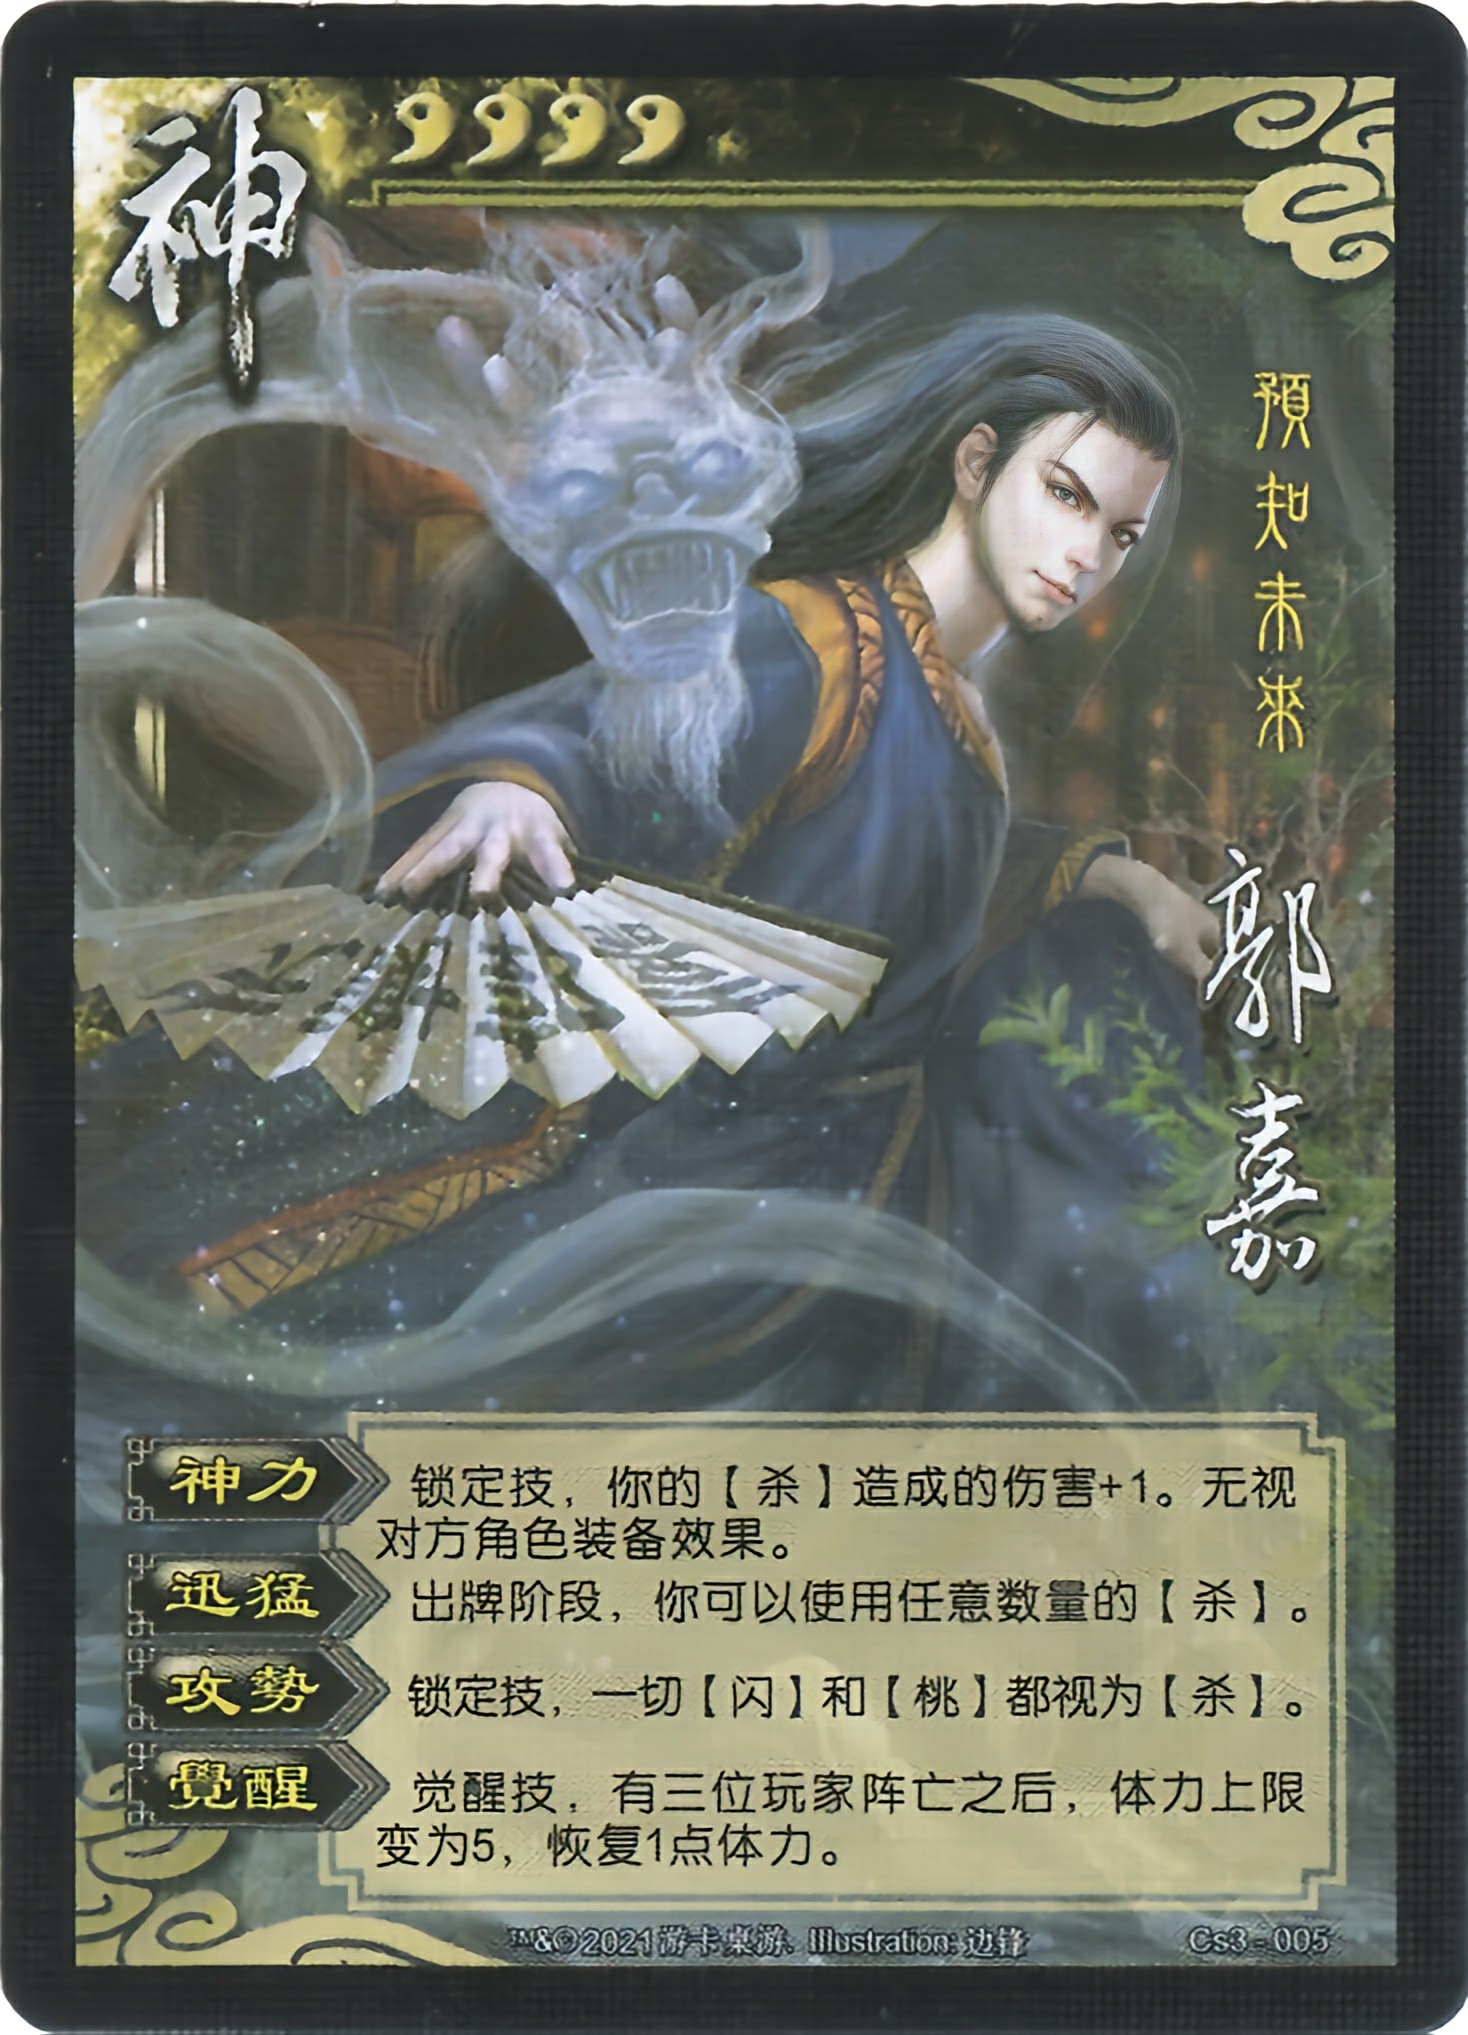 神
預知未來
郭嘉
神力
锁定技，你的【杀】造成的伤害+1。无视
对方角色装备效果。
迅猛
出牌阶段，你可以使用任意数量的【杀】。
攻勢
锁定技，一切【闪】和【桃】都视为【杀】。
覺醒
觉醒技，有三位玩家阵亡之后，体力上限
变为5，恢复1点体力。
™&©2021游卡桌游. Illustration: 边锋
Cs3-005